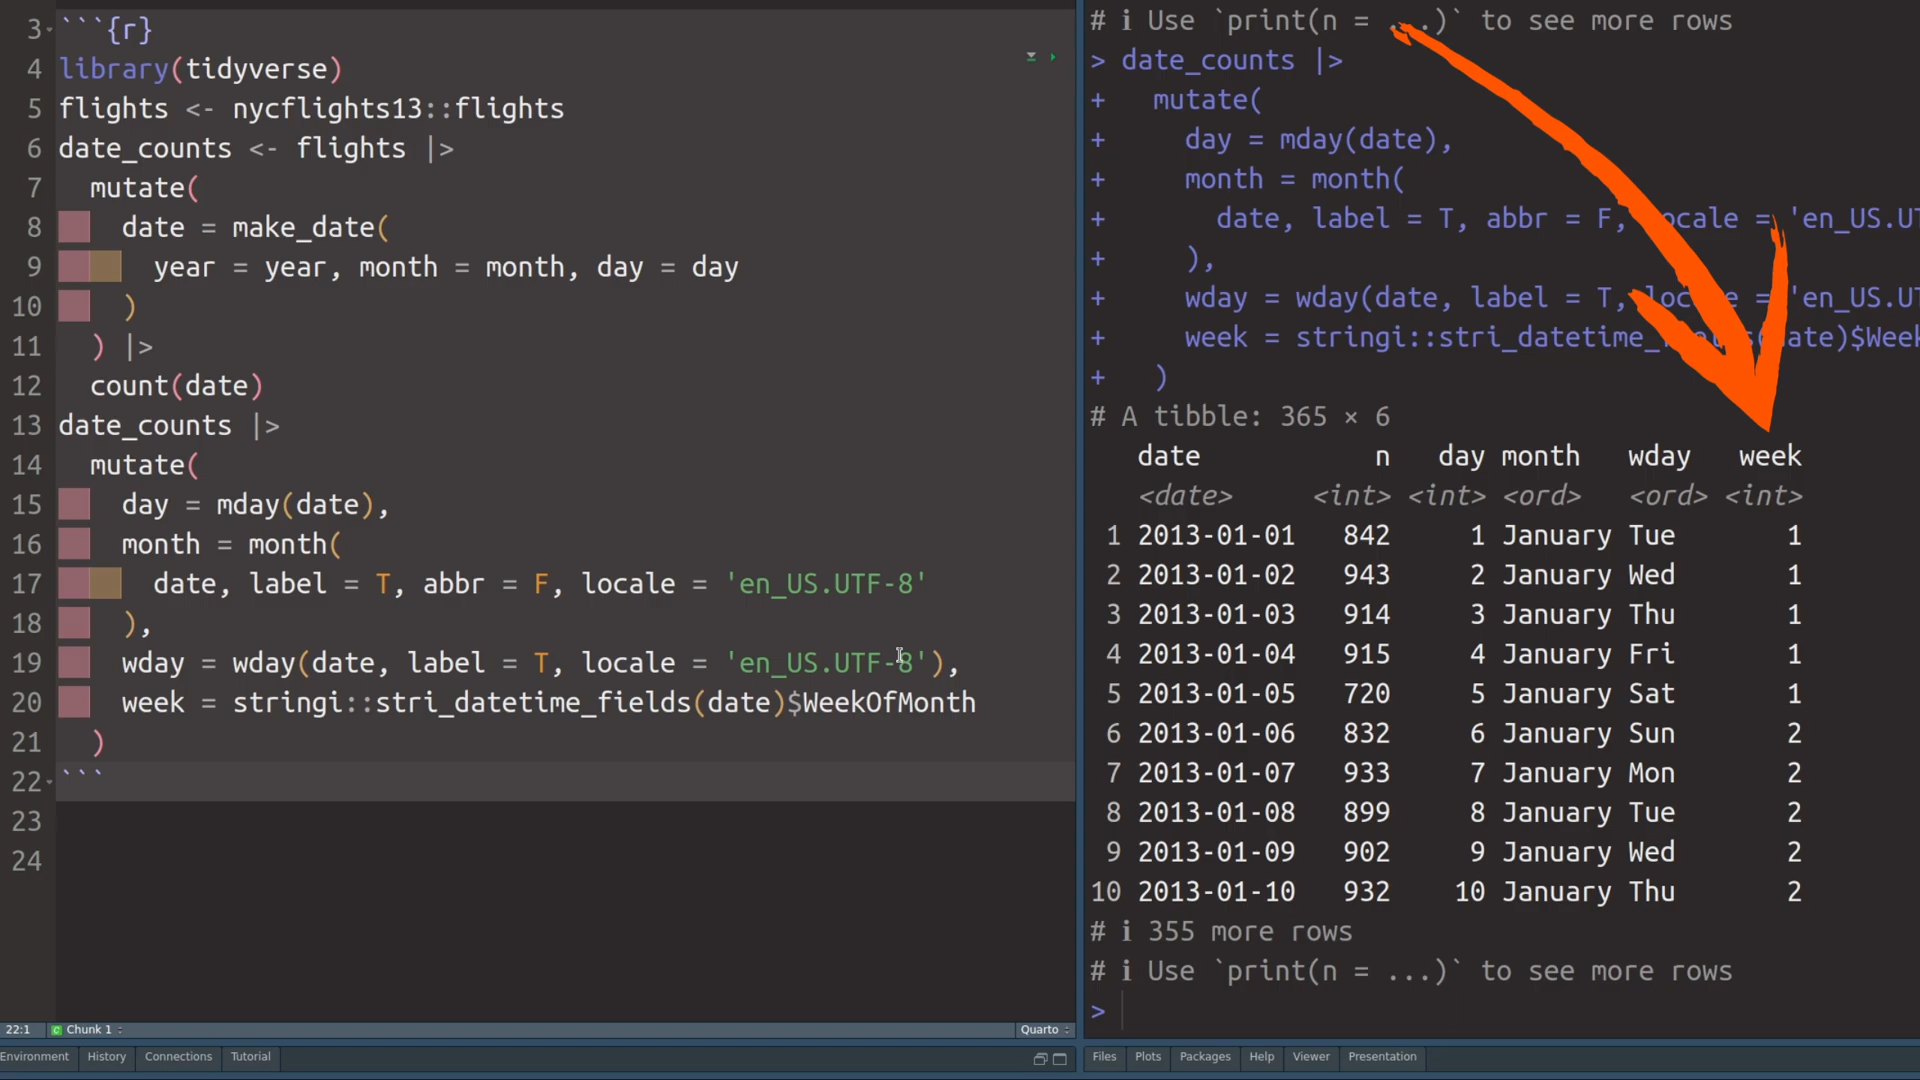 3 ```{r}
4 library(tidyverse)
5 flights <- nycflights13::flights
6 date_counts <- flights |>
7 mutate(
8 date = make_date(
9 year = year, month = month, day = day
10 )
11 ) |>
12 count(date)
13 date_counts |>
14 mutate(
15 day = mday(date),
16 month = month(
17 date, label = T, abbr = F, locale = 'en_US.UTF-8'
18 ),
19 wday = wday(date, label = T, locale = 'en_US.UTF-8'),
20 week = stringi::stri_datetime_fields(date)$WeekOfMonth
21 )
22 ```
23
24
22:1 Chunk 1 Quarto
Environment History Connections Tutorial
# ℹ Use `print(n = ...)` to see more rows
> date_counts |>
+ mutate(
+ day = mday(date),
+ month = month(
+ date, label = T, abbr = F, locale = 'en_US.UT
+ ),
+ wday = wday(date, label = T, locale = 'en_US.UT
+ week = stringi::stri_datetime_fields(date)$Week
+ )
# A tibble: 365 × 6
date n day month wday week
<date> <int> <int> <ord> <ord> <int>
1 2013-01-01 842 1 January Tue 1
2 2013-01-02 943 2 January Wed 1
3 2013-01-03 914 3 January Thu 1
4 2013-01-04 915 4 January Fri 1
5 2013-01-05 720 5 January Sat 1
6 2013-01-06 832 6 January Sun 2
7 2013-01-07 933 7 January Mon 2
8 2013-01-08 899 8 January Tue 2
9 2013-01-09 902 9 January Wed 2
10 2013-01-10 932 10 January Thu 2
# ℹ 355 more rows
# ℹ Use `print(n = ...)` to see more rows
>
Files Plots Packages Help Viewer Presentation